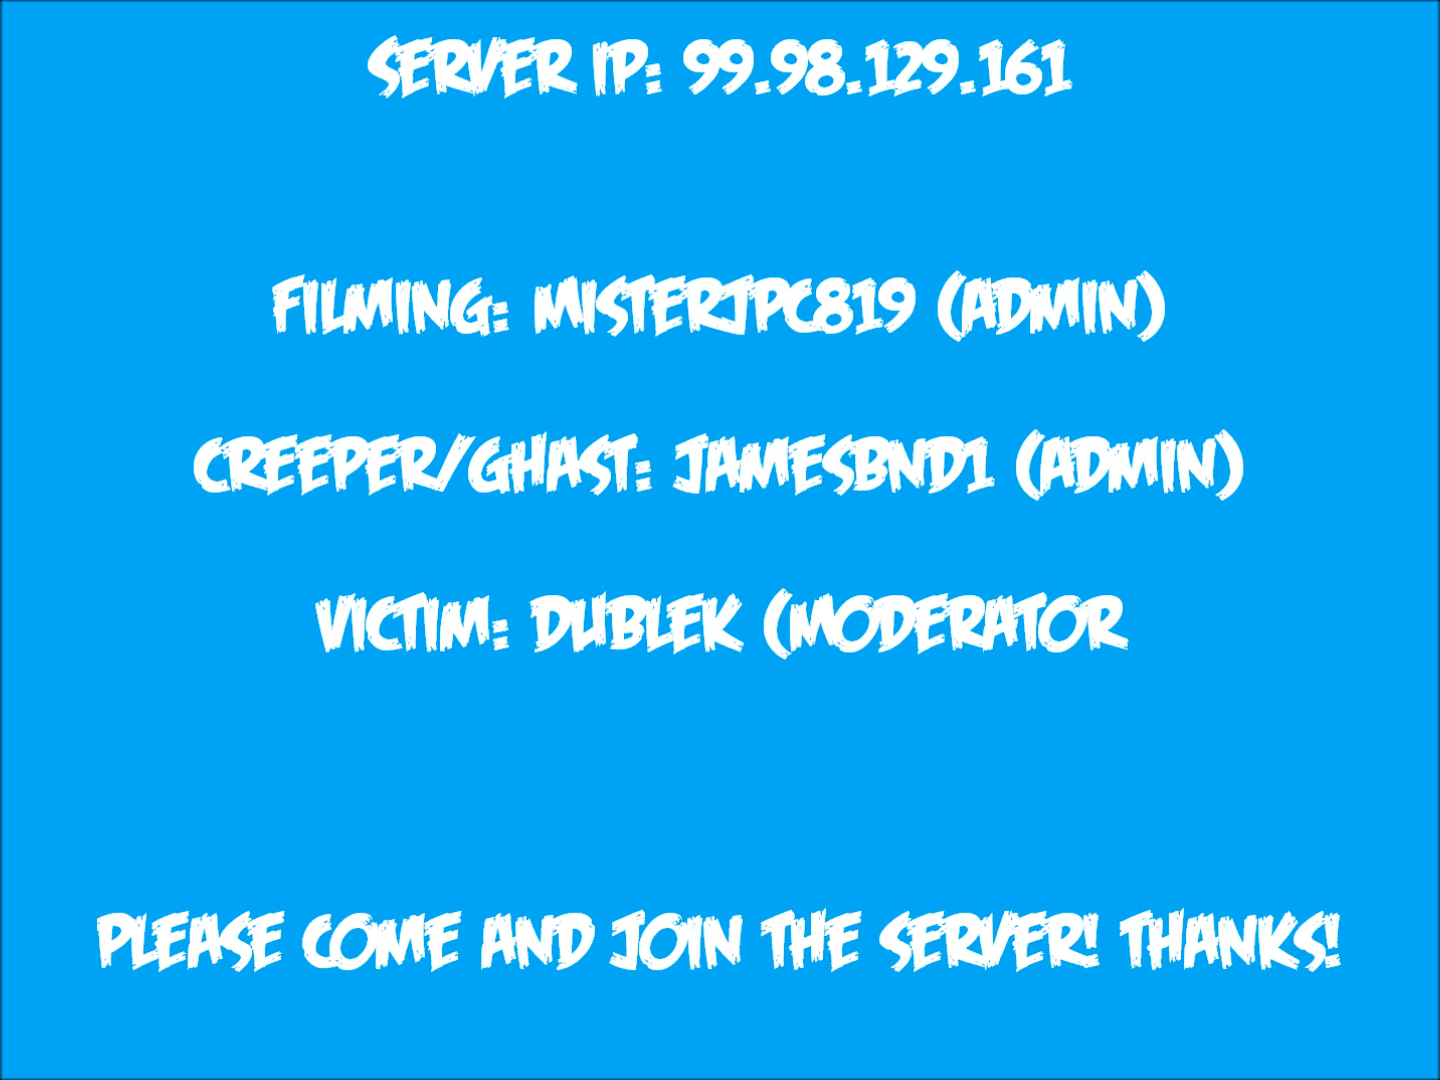 SERVER IP: 99.98.129.161
FILMING: MISTERJPC819 (ADMIN)
CREEPER/GHAST: JAMESBND1 (ADMIN)
VICTIM: DUBLEK (MODERATOR
PLEASE COME AND JOIN THE SERVER! THANKS!